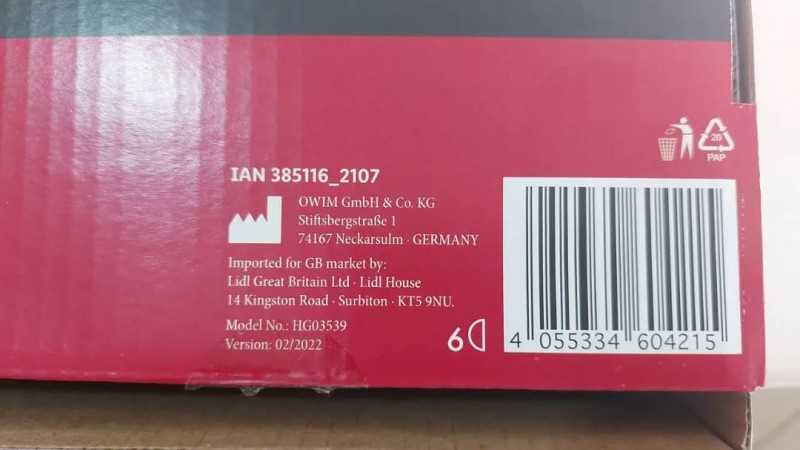 20
PAP
IAN 385116_2107
OWIM GmbH & Co. KG
Stiftsbergstraße 1
74167 Neckarsulm · GERMANY
Imported for GB market by:
Lidl Great Britain Ltd · Lidl House
14 Kingston Road · Surbiton · KT5 9NU.
Model No.: HG03539
Version: 02/2022
6
4 055334 604215